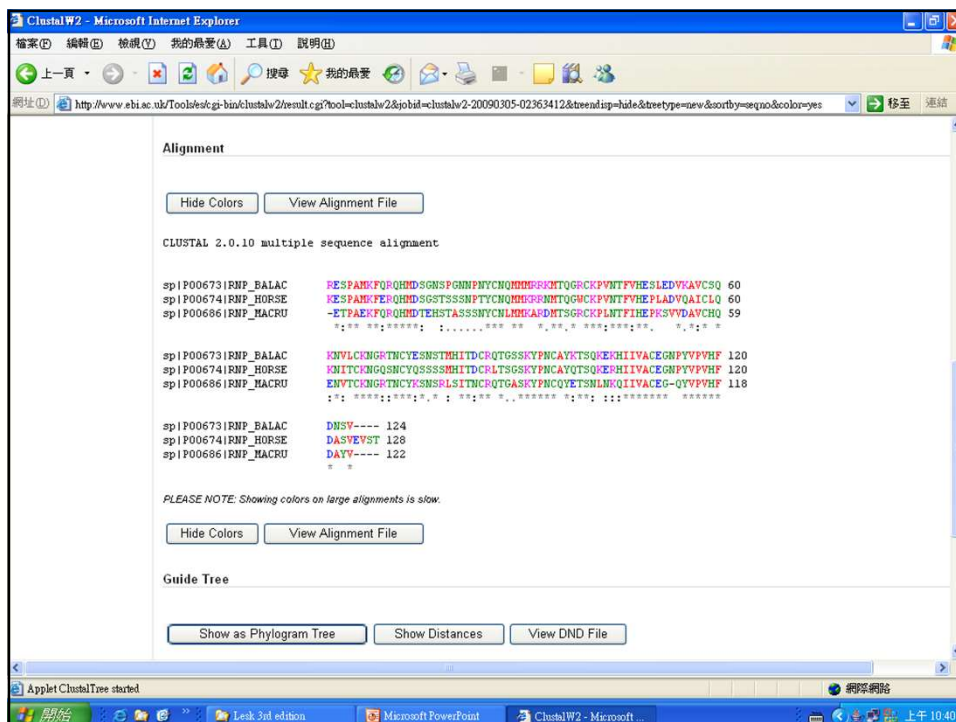 ClustalW2 - Microsoft Internet Explorer
檔案(F) 編輯(E) 檢視(V) 我的最愛(A) 工具(T) 說明(H)
上一頁 搜尋 我的最愛
網址(D) http://www.ebi.ac.uk/Tools/es/cgi-bin/clustalw2/result.cgi?tool=clustalw2&jobid=clustalw2-20090305-02363412&treendisp=hide&treetype=new&sortby=seqno&color=yes 移至 連結
Alignment
Hide Colors View Alignment File
CLUSTAL 2.0.10 multiple sequence alignment
sp|P00673|RNP_BALAC RESPAMKFQRQHMDSGNSPGNNPNYCNQMMMRRKMTQGRCKPVNTFVHESLEDVKAVCSQ 60
sp|P00674|RNP_HORSE KESPAMKFERQHMDSGSTSSSNPTYCNQMMKRRNMTQGWCKPVNTFVHEPLADVQAICLQ 60
sp|P00686|RNP_MACRU -ETPAEKFQRQHMDTEHSTASSSNYCNLMMKARDMTSGRCKPLNTFIHEPKSVVDAVCHQ 59
*:** **:*****: :......*** ** *.**.* ***:***:**. *.*:* *
sp|P00673|RNP_BALAC KNVLCKNGRTNCYESNSTMHITDCRQTGSSKYPNCAYKTSQKEKHIIVACEGNPYVPVHF 120
sp|P00674|RNP_HORSE KNITCKNGQSNCYQSSSSMHITDCRLTSGSKYPNCAYQTSQKERHIIVACEGNPYVPVHF 120
sp|P00686|RNP_MACRU ENVTCKNGRTNCYKSNSRLSITNCRQTGASKYPNCQYETSNLNKQIIVACEG-QYVPVHF 118
:*: ****::***:*.* : **:** *..****** *:**: :::******* ******
sp|P00673|RNP_BALAC DNSV---- 124
sp|P00674|RNP_HORSE DASVEVST 128
sp|P00686|RNP_MACRU DAYV---- 122
* *
PLEASE NOTE: Showing colors on large alignments is slow.
Hide Colors View Alignment File
Guide Tree
Show as Phylogram Tree Show Distances View DND File
Applet ClustalTree started 網際網路
開始 Lesk 3rd edition Microsoft PowerPoint ClustalW2 - Microsoft ... 上午 10:40